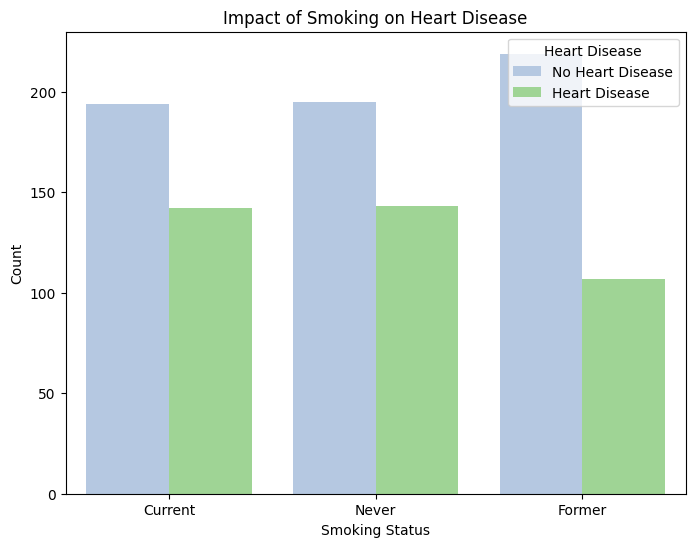 Impact of Smoking on Heart Disease
Heart Disease
No Heart Disease
Heart Disease
Count
200
150
100
50
0
Current
Never
Former
Smoking Status